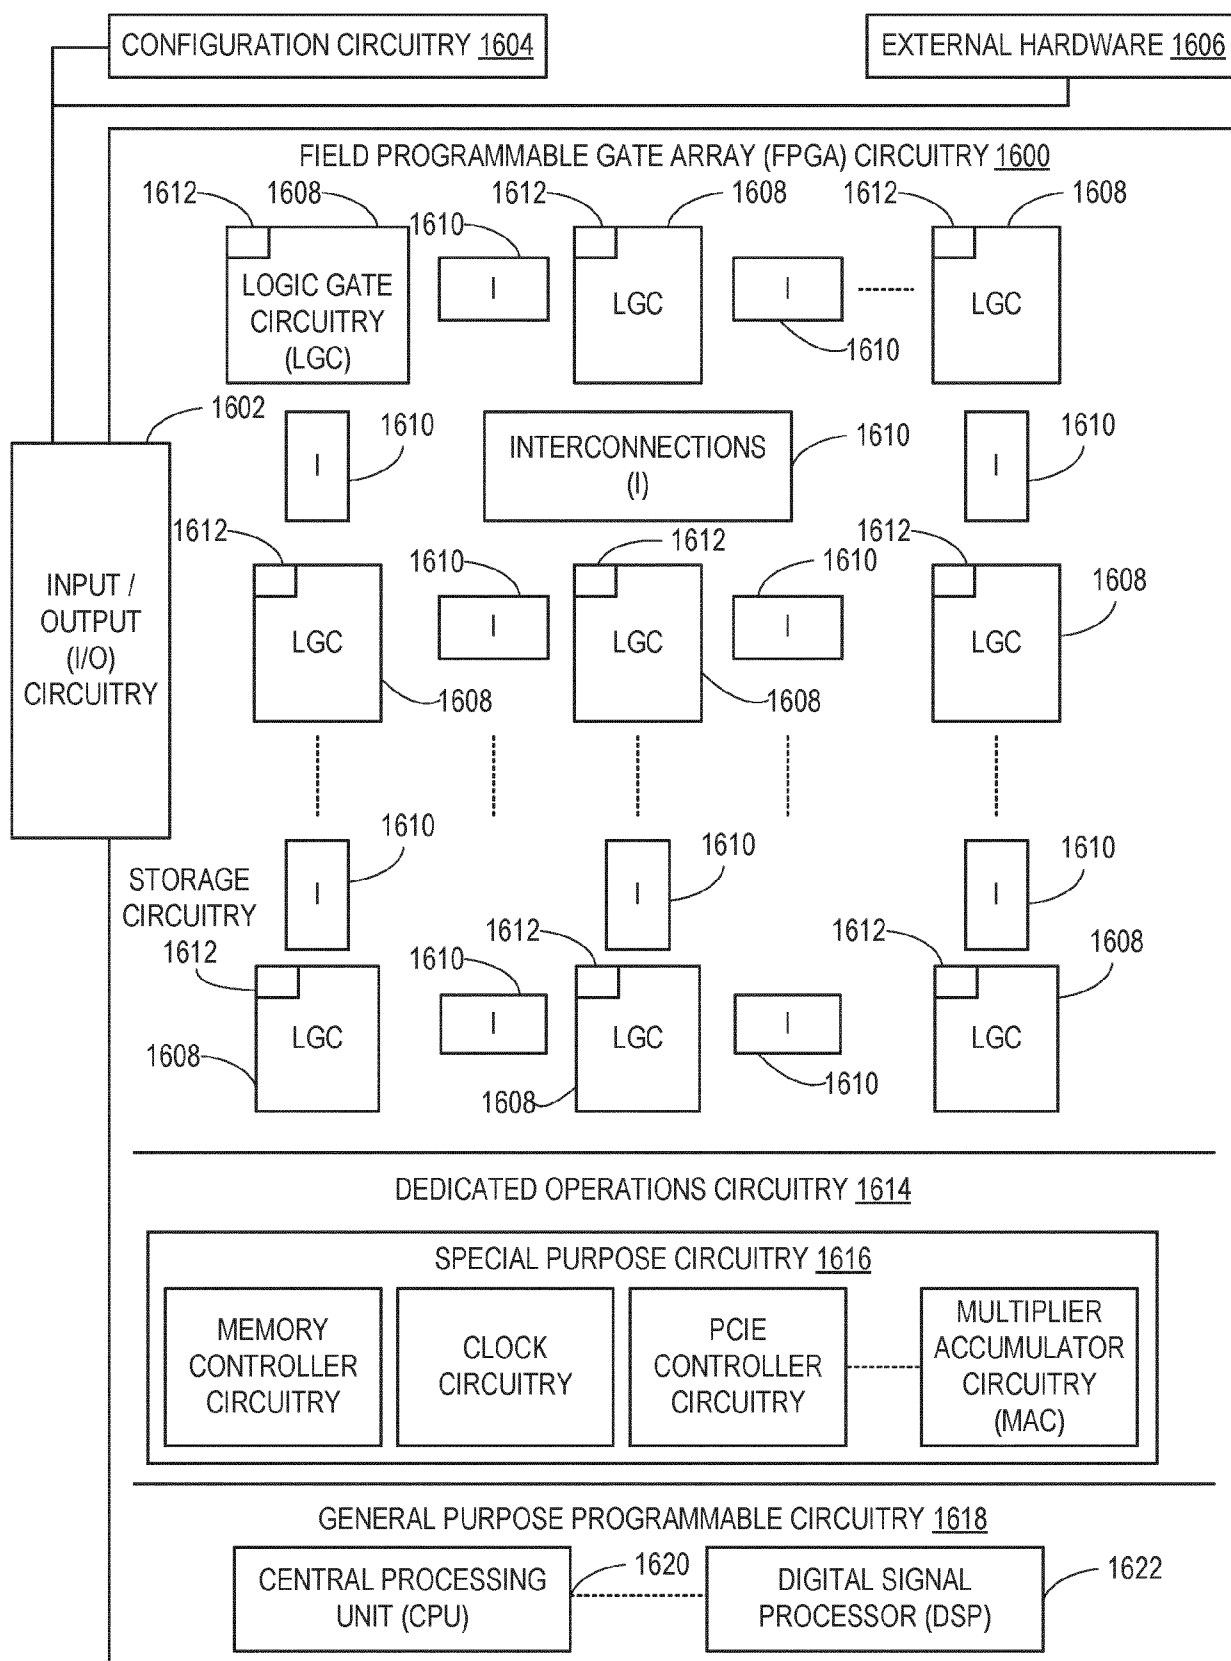 CONFIGURATION CIRCUITRY 1604
EXTERNAL HARDWARE 1606
FIELD PROGRAMMABLE GATE ARRAY (FPGA) CIRCUITRY 1600
1612
1608
1610
1612
1608
1612
1608
LOGIC GATE
CIRCUITRY
(LGC)
I
LGC
I
LGC
1610
1602
1610
I
INTERCONNECTIONS
(I)
1610
I
1610
1612
1610
1612
1610
1612
INPUT /
OUTPUT
(I/O)
CIRCUITRY
LGC
I
LGC
I
LGC
1608
1608
1608
1610
1610
1610
STORAGE
CIRCUITRY
I
I
I
1612
1610
1612
1612
1608
LGC
I
LGC
I
LGC
1608
1608
1610
DEDICATED OPERATIONS CIRCUITRY 1614
SPECIAL PURPOSE CIRCUITRY 1616
MEMORY
CONTROLLER
CIRCUITRY
CLOCK
CIRCUITRY
PCIE
CONTROLLER
CIRCUITRY
MULTIPLIER
ACCUMULATOR
CIRCUITRY
(MAC)
GENERAL PURPOSE PROGRAMMABLE CIRCUITRY 1618
CENTRAL PROCESSING
UNIT (CPU)
1620
DIGITAL SIGNAL
PROCESSOR (DSP)
1622